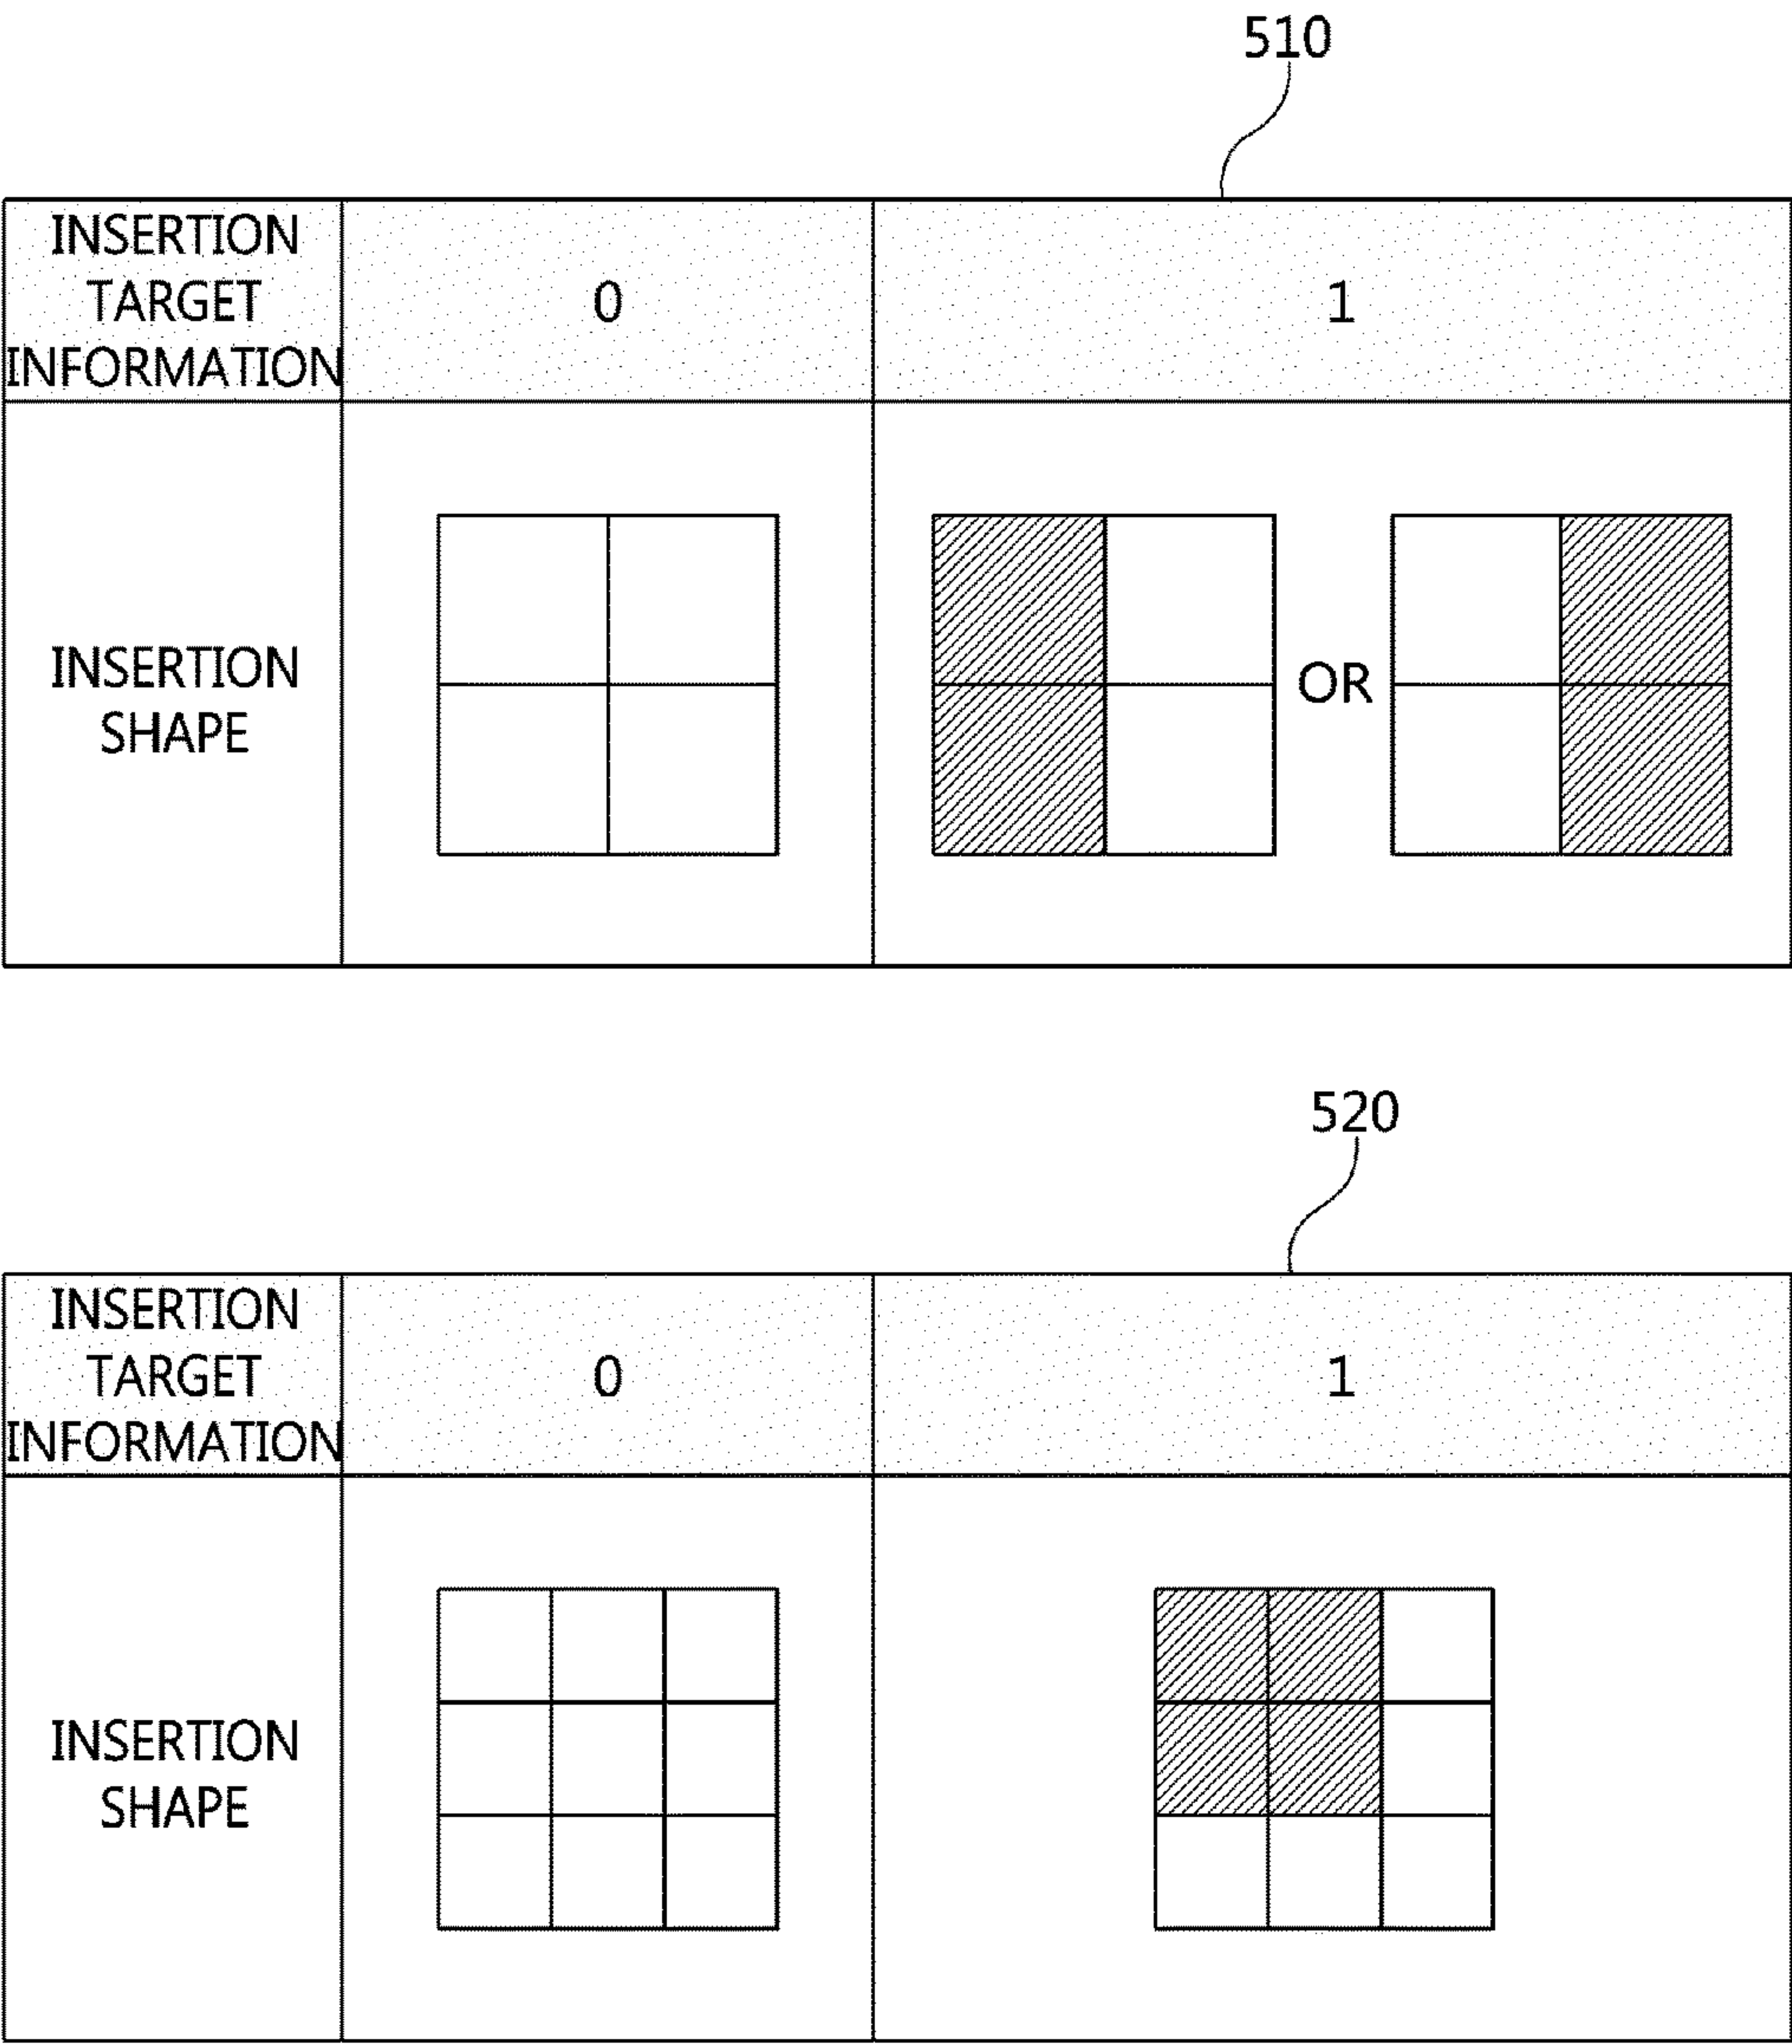 510
INSERTION
TARGET
INFORMATION
0
1
INSERTION
SHAPE
OR
520
INSERTION
TARGET
INFORMATION
0
1
INSERTION
SHAPE